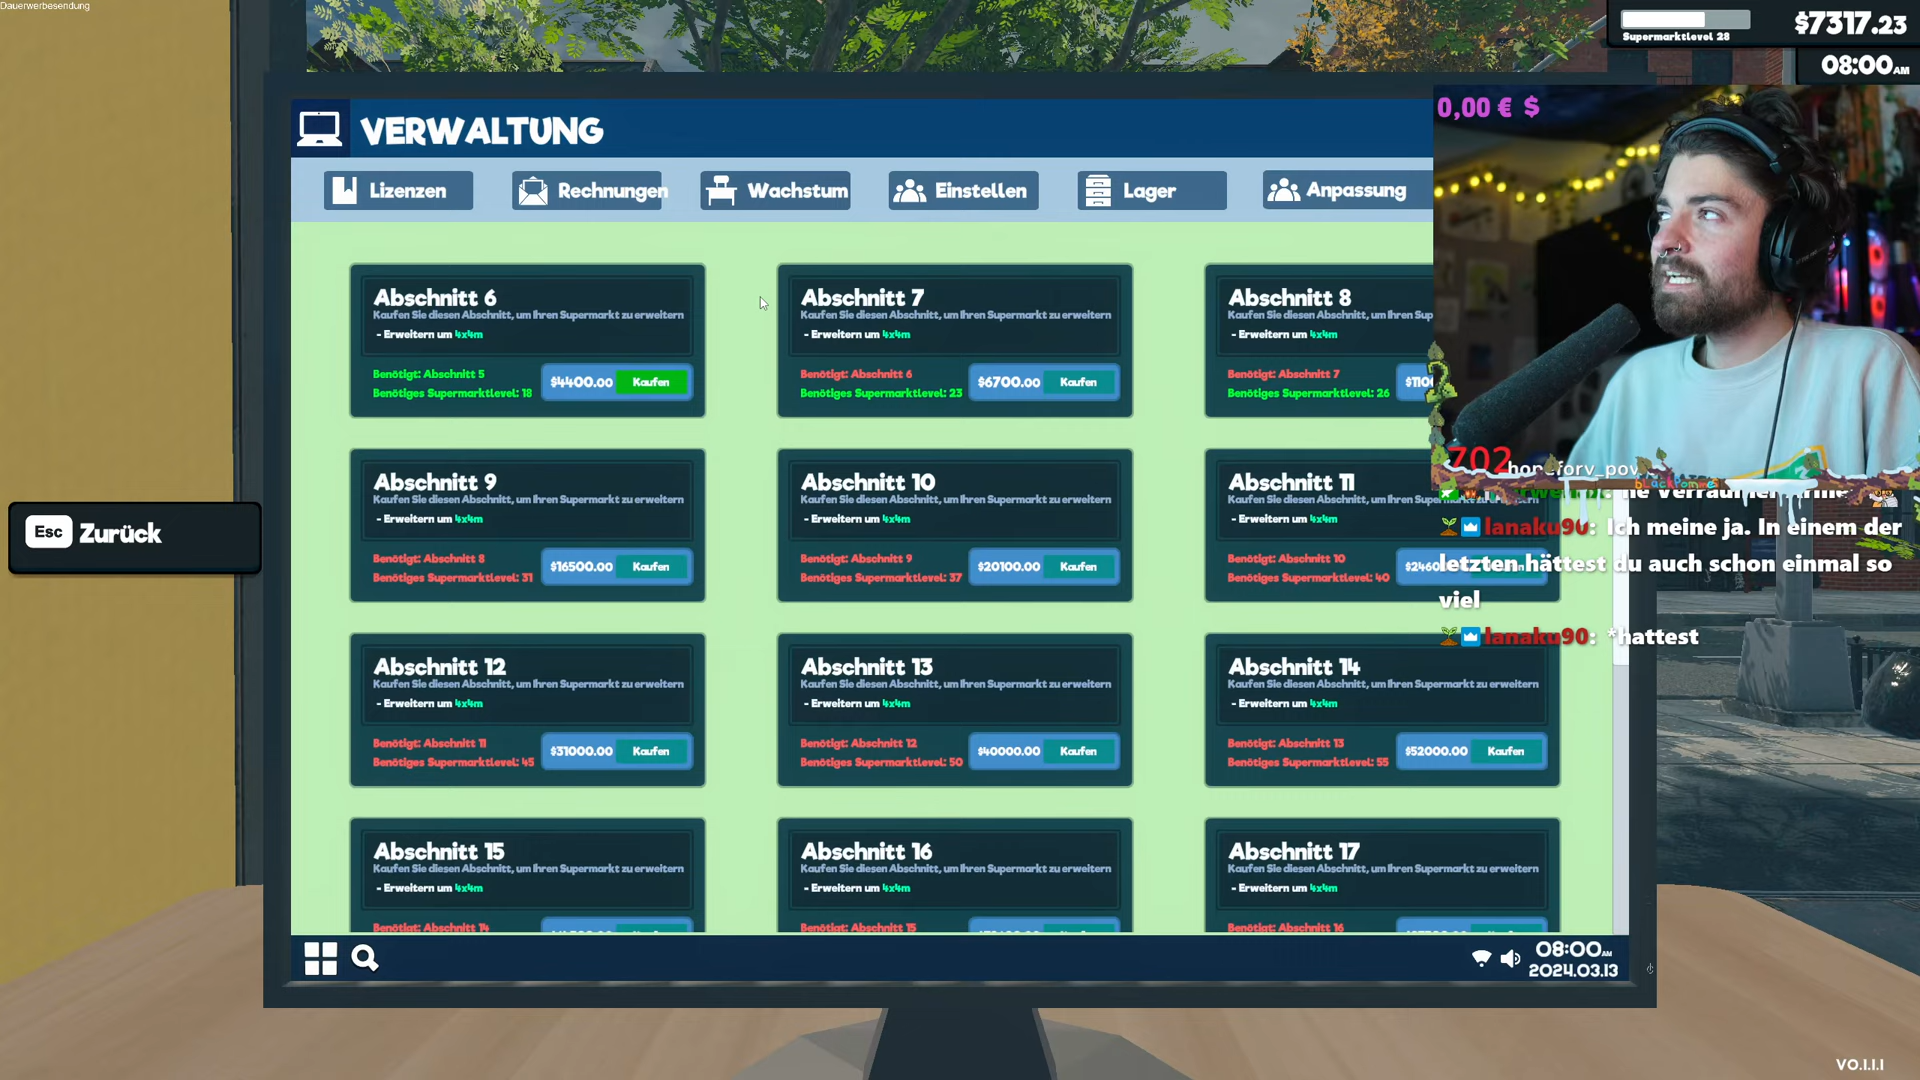 Dauerwerbesendung
$7317.23
Supermarktlevel 28
08:00AM
0,00 € $
VERWALTUNG
Lizenzen
Rechnungen
Wachstum
Einstellen
Lager
Anpassung
Abschnitt 6
Kaufen Sie diesen Abschnitt, um Ihren Supermarkt zu erweitern
- Erweitern um 4x4m
Benötigt: Abschnitt 5
Benötiges Supermarktlevel: 18
$4400.00 Kaufen
Abschnitt 7
Kaufen Sie diesen Abschnitt, um Ihren Supermarkt zu erweitern
- Erweitern um 4x4m
Benötigt: Abschnitt 6
Benötiges Supermarktlevel: 23
$6700.00 Kaufen
Abschnitt 8
Kaufen Sie diesen Abschnitt, um Ihren
- Erweitern um 4x4m
Benötigt: Abschnitt 7
Benötiges Supermarktlevel: 26
Abschnitt 9
Kaufen Sie diesen Abschnitt, um Ihren Supermarkt zu erweitern
- Erweitern um 4x4m
Benötigt: Abschnitt 8
Benötiges Supermarktlevel: 31
$16500.00 Kaufen
Abschnitt 10
Kaufen Sie diesen Abschnitt, um Ihren Supermarkt zu erweitern
- Erweitern um 4x4m
Benötigt: Abschnitt 9
Benötiges Supermarktlevel: 37
$20100.00 Kaufen
Abschnitt 11
Kaufen Sie diesen Abschnitt, um Ihren
- Erweitern um 4x4m
Benötigt: Abschnitt 10
Benötiges Supermarktlevel: 40
Abschnitt 12
Kaufen Sie diesen Abschnitt, um Ihren Supermarkt zu erweitern
- Erweitern um 4x4m
Benötigt: Abschnitt 11
Benötiges Supermarktlevel: 45
$31000.00 Kaufen
Abschnitt 13
Kaufen Sie diesen Abschnitt, um Ihren Supermarkt zu erweitern
- Erweitern um 4x4m
Benötigt: Abschnitt 12
Benötiges Supermarktlevel: 50
$40000.00 Kaufen
Abschnitt 14
Kaufen Sie diesen Abschnitt, um Ihren Supermarkt zu erweitern
- Erweitern um 4x4m
Benötigt: Abschnitt 13
Benötiges Supermarktlevel: 55
$52000.00 Kaufen
Abschnitt 15
Kaufen Sie diesen Abschnitt, um Ihren Supermarkt zu erweitern
- Erweitern um 4x4m
Benötigt: Abschnitt 14
Abschnitt 16
Kaufen Sie diesen Abschnitt, um Ihren Supermarkt zu erweitern
- Erweitern um 4x4m
Benötigt: Abschnitt 15
Abschnitt 17
Kaufen Sie diesen Abschnitt, um Ihren Supermarkt zu erweitern
- Erweitern um 4x4m
Benötigt: Abschnitt 16
702
lanaku90: Ich meine ja. In einem der
letzten hättest du auch schon einmal so
viel
lanaku90: *hattest
Esc Zurück
08:00AM
2024.03.13
V0.1.1.1